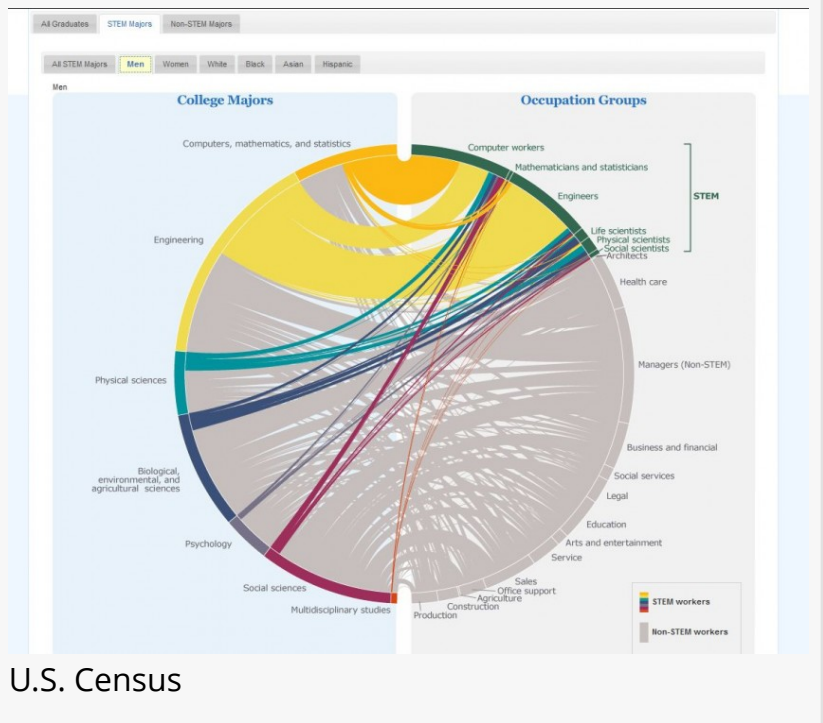 All Graduates
STEM Majors
Non-STEM Majors
All STEM Majors
Men
Women
White
Black
Asian
Hispanic
Men
College Majors
Occupation Groups
Computers, mathematics, and statistics
Engineering
Physical sciences
Biological,
environmental, and
agricultural sciences
Psychology
Social sciences
Multidisciplinary studies
Computer workers
Mathematicians and statisticians
Engineers
Life scientists
Physical scientists
Social scientists
Architects
STEM
Health care
Managers (Non-STEM)
Business and financial
Social services
Legal
Education
Arts and entertainment
Service
Sales
Office support
Agriculture
Construction
Production
STEM workers
Non-STEM workers
U.S. Census